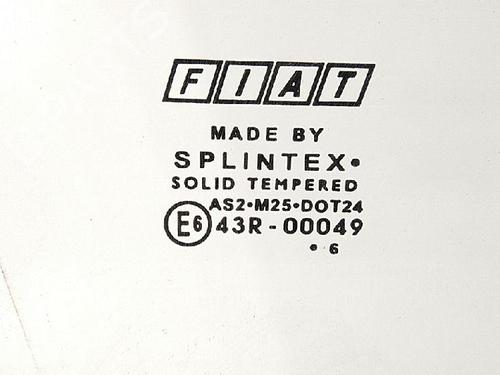 FIAT
MADE BY
SPLINTEX•
SOLID TEMPERED
AS2•M25•DOT24
E6 43R-00049
• 6